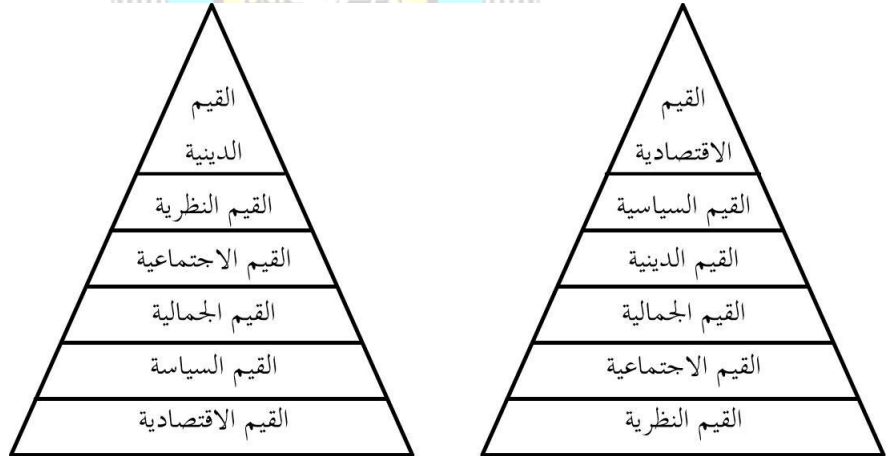 القيم
الاقتصادية
القيم السياسية
القيم الدينية
القيم الجمالية
القيم الاجتماعية
القيم النظرية
القيم
الدينية
القيم النظرية
القيم الاجتماعية
القيم الجمالية
القيم السياسة
القيم الاقتصادية